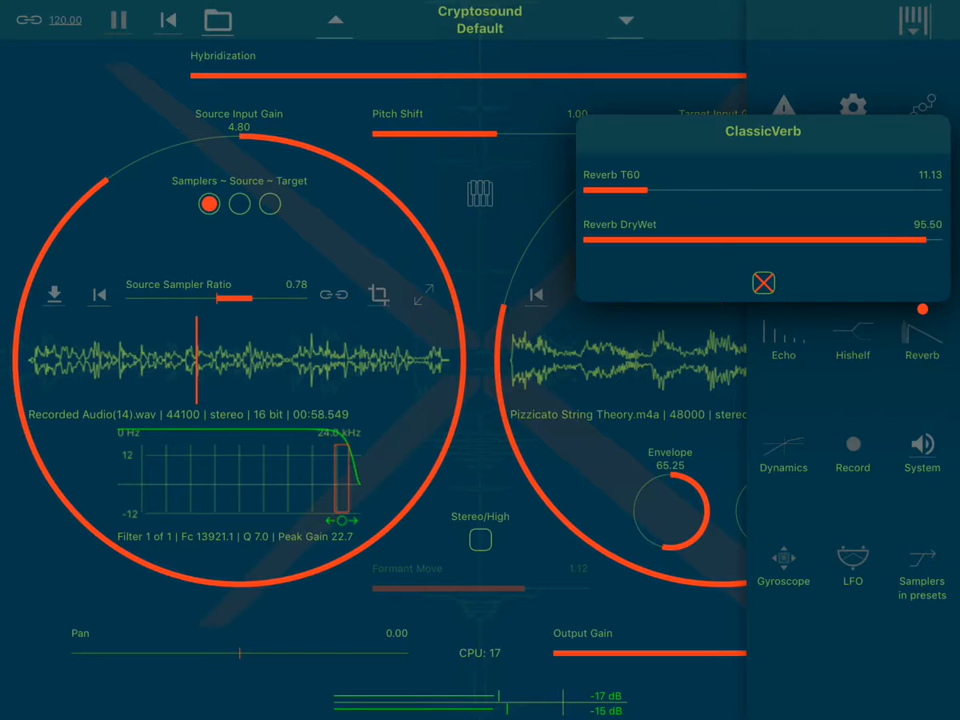 120.00
Cryptosound
Default
Hybridization
Source Input Gain
4.80
Pitch Shift
1.00
Target Input G
ClassicVerb
Reverb T60
11.13
Reverb DryWet
95.50
Samplers ~ Source ~ Target
Source Sampler Ratio
0.78
Echo
Hishelf
Reverb
Recorded Audio(14).wav | 44100 | stereo | 16 bit | 00:58.549
Pizzicato String Theory.m4a | 48000 | stereo
0 Hz
24.0 kHz
12
-12
Filter 1 of 1 | Fc 13921.1 | Q 7.0 | Peak Gain 22.7
Envelope
65.25
Dynamics
Record
System
Stereo/High
Formant Move
1.12
Gyroscope
LFO
Samplers
in presets
Pan
0.00
CPU: 17
Output Gain
-17 dB
-15 dB